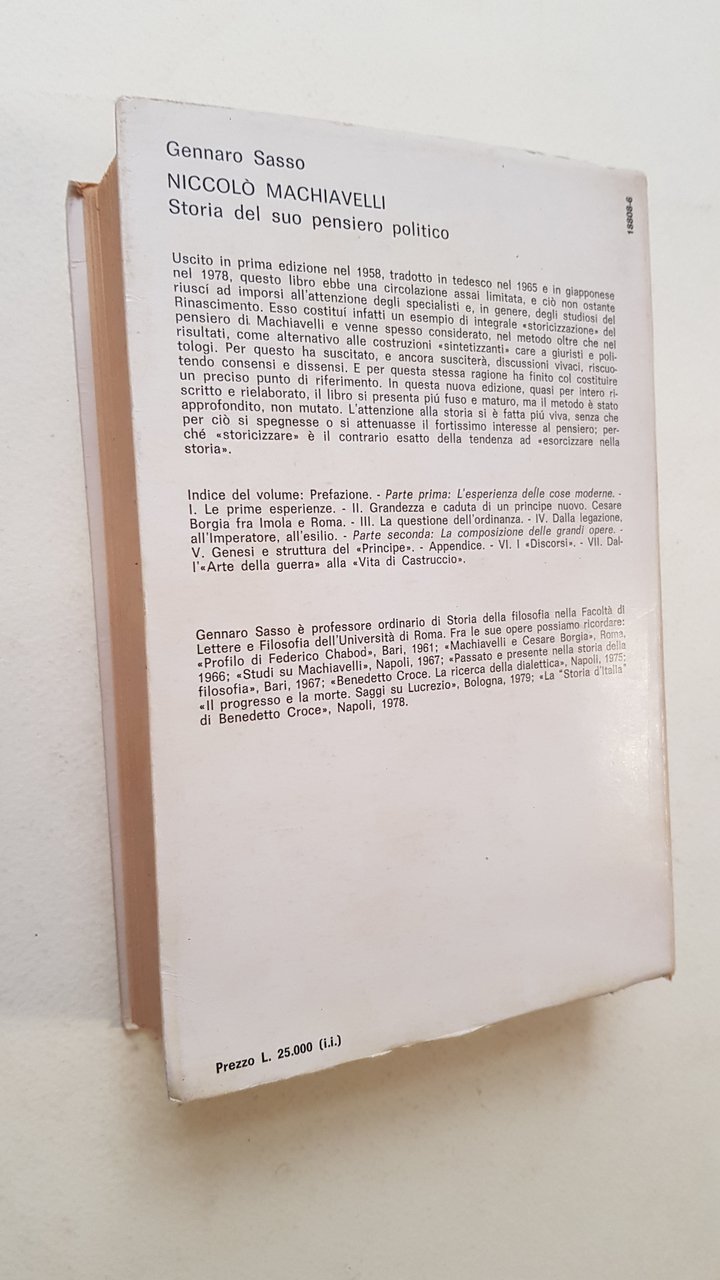 Gennaro Sasso
NICCOLÒ MACHIAVELLI
Storia del suo pensiero politico
18808-6
Uscito in prima edizione nel 1958, tradotto in tedesco nel 1965 e in giapponese
nel 1978, questo libro ebbe una circolazione assai limitata, e ciò non ostante
riuscí ad imporsi all'attenzione degli specialisti e, in genere, degli studiosi del
Rinascimento. Esso costituí infatti un esempio di integrale «storicizzazione» del
pensiero di Machiavelli e venne spesso considerato, nel metodo oltre che nei
risultati, come alternativo alle costruzioni «sintetizzanti» care a giuristi e poli-
tologi. Per questo ha suscitato, e ancora susciterà, discussioni vivaci, riscuo-
tendo consensi e dissensi. E per questa stessa ragione ha finito col costituire
un preciso punto di riferimento. In questa nuova edizione, quasi per intero ri-
scritto e rielaborato, il libro si presenta piú fuso e maturo, ma il metodo è stato
approfondito, non mutato. L'attenzione alla storia si è fatta piú viva, senza che
per ciò si spegnesse o si attenuasse il fortissimo interesse al pensiero; per-
ché «storicizzare» è il contrario esatto della tendenza ad «esorcizzare nella
storia».
Indice del volume: Prefazione. - Parte prima: L'esperienza delle cose moderne. -
I. Le prime esperienze. - II. Grandezza e caduta di un principe nuovo. Cesare
Borgia fra Imola e Roma. - III. La questione dell'ordinanza. - IV. Dalla legazione,
all'Imperatore, all'esilio. - Parte seconda: La composizione delle grandi opere. -
V. Genesi e struttura del «Principe». - Appendice. - VI. I «Discorsi». - VII. Dal-
l'«Arte della guerra» alla «Vita di Castruccio».
Gennaro Sasso è professore ordinario di Storia della filosofia nella Facoltà di
Lettere e Filosofia dell'Università di Roma. Fra le sue opere possiamo ricordare:
«Profilo di Federico Chabod», Bari, 1961; «Machiavelli e Cesare Borgia», Roma,
1966; «Studi su Machiavelli», Napoli, 1967; «Passato e presente nella storia della
filosofia», Bari, 1967; «Benedetto Croce. La ricerca della dialettica», Napoli, 1975;
«Il progresso e la morte. Saggi su Lucrezio», Bologna, 1979; «La "Storia d'Italia"
di Benedetto Croce», Napoli, 1978.
Prezzo L. 25.000 (i.i.)